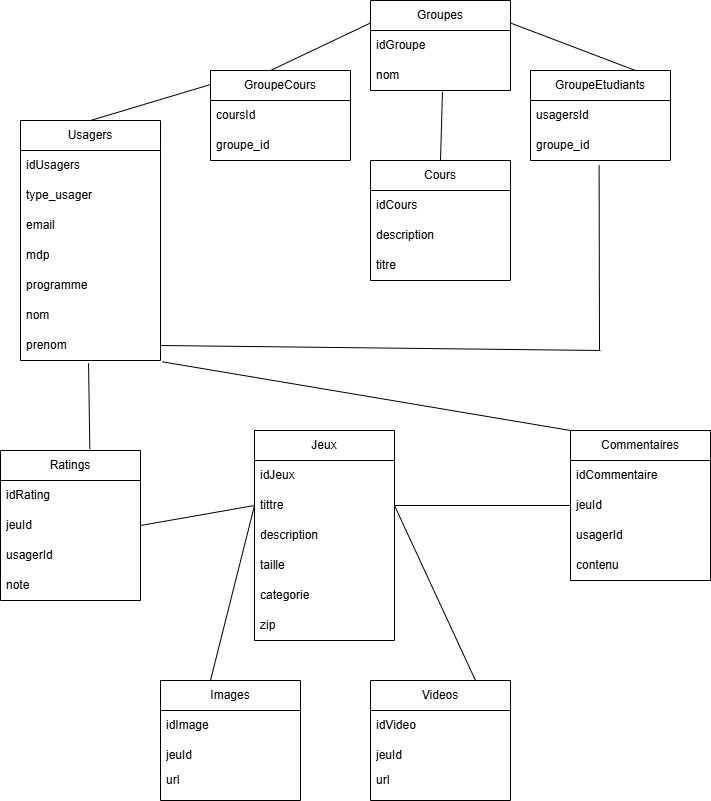 Groupes
idGroupe
nom
GroupeCours
coursId
groupe_id
GroupeEtudiants
usagersId
groupe_id
Usagers
idUsagers
type_usager
email
mdp
programme
nom
prenom
Cours
idCours
description
titre
Ratings
idRating
jeuId
usagerId
note
Jeux
idJeux
tittre
description
taille
categorie
zip
Commentaires
idCommentaire
jeuId
usagerId
contenu
Images
idImage
jeuId
url
Videos
idVideo
jeuId
url